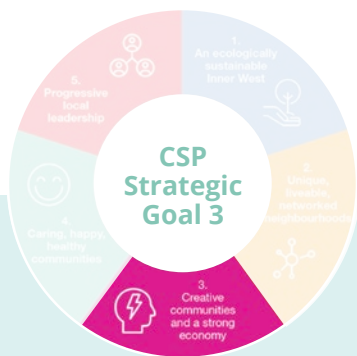 1.
An ecologically
sustainable
Inner West
2.
Unique,
liveable,
networked
neighbourhoods
3.
Creative
communities
and a strong
economy
4.
Caring, happy,
healthy
communities
5.
Progressive
local
leadership
CSP
Strategic
Goal 3